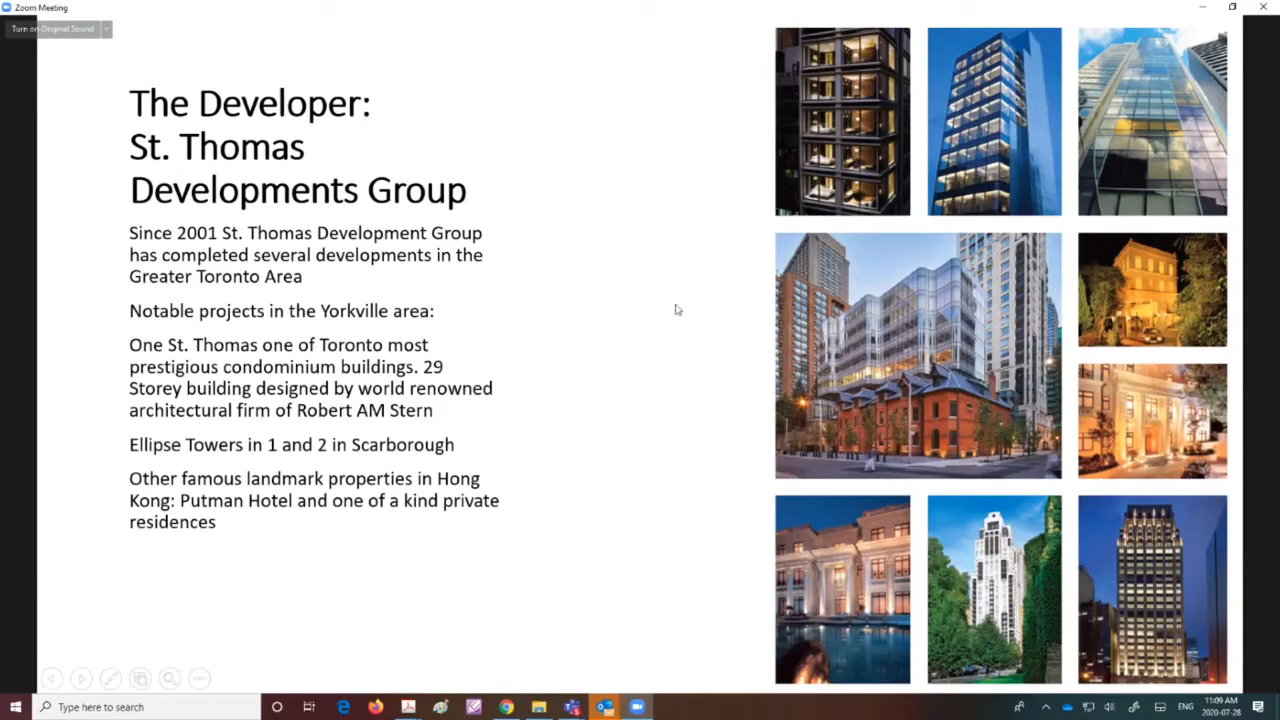 Zoom Meeting
Turn on Original Sound
The Developer:
St. Thomas
Developments Group
Since 2001 St. Thomas Development Group
has completed several developments in the
Greater Toronto Area
Notable projects in the Yorkville area:
One St. Thomas one of Toronto most
prestigious condominium buildings. 29
Storey building designed by world renowned
architectural firm of Robert AM Stern
Ellipse Towers in 1 and 2 in Scarborough
Other famous landmark properties in Hong
Kong: Putman Hotel and one of a kind private
residences
Type here to search
ENG
11:09 AM
2020-07-28